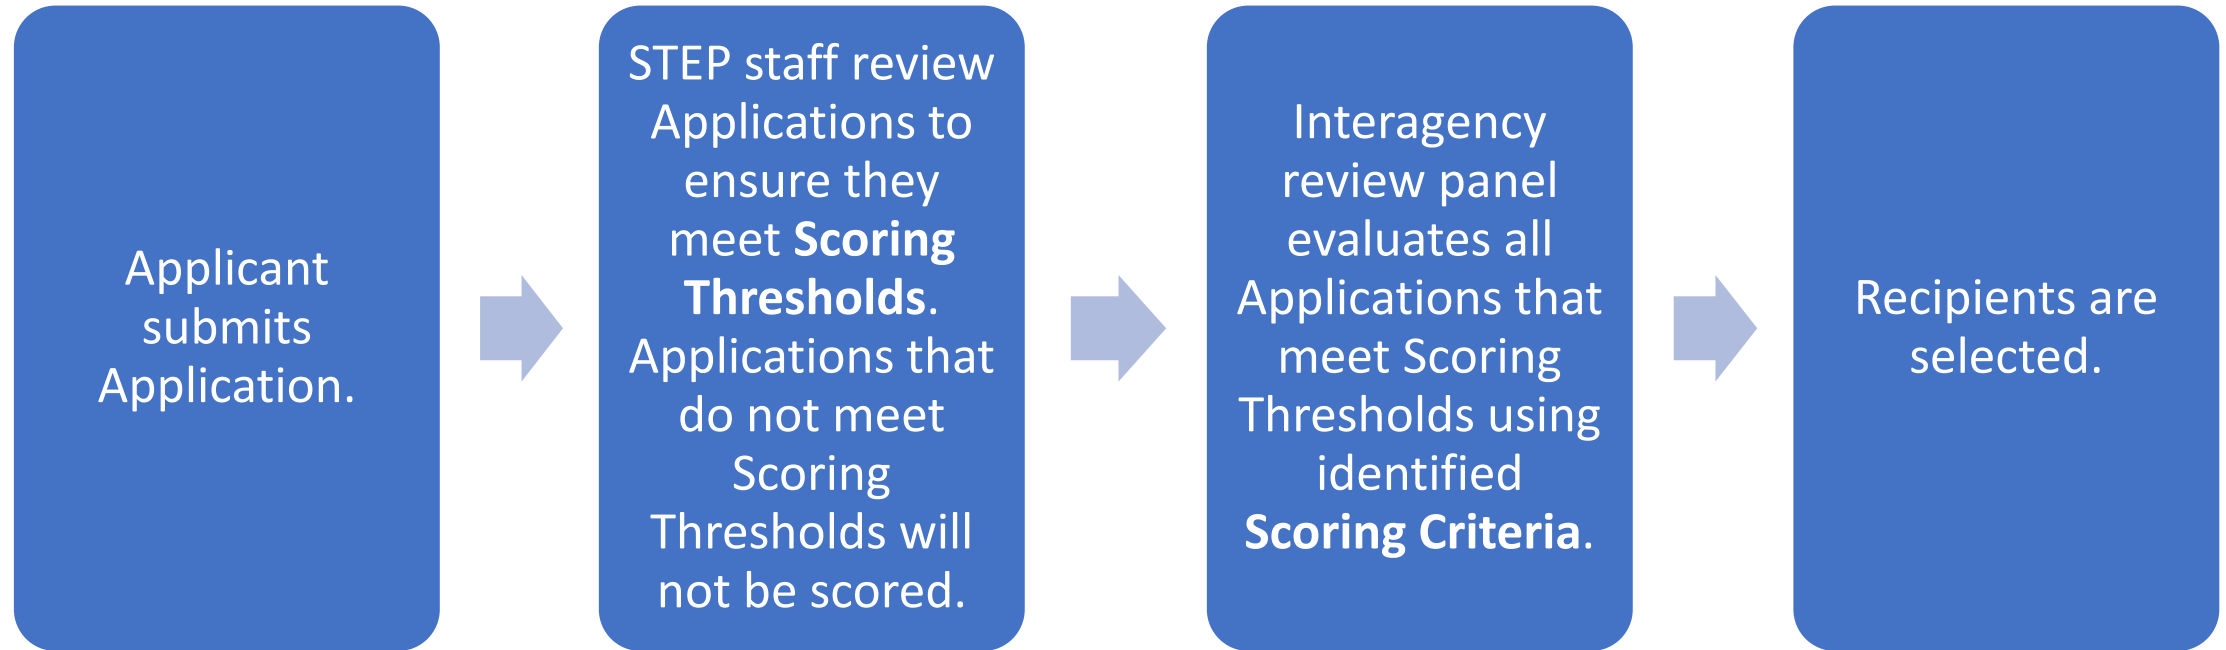 Applicant
submits
Application.
STEP staff review
Applications to
ensure they
meet Scoring
Thresholds.
Applications that
do not meet
Scoring
Thresholds will
not be scored.
Interagency
review panel
evaluates all
Applications that
meet Scoring
Thresholds using
identified
Scoring Criteria.
Recipients are
selected.